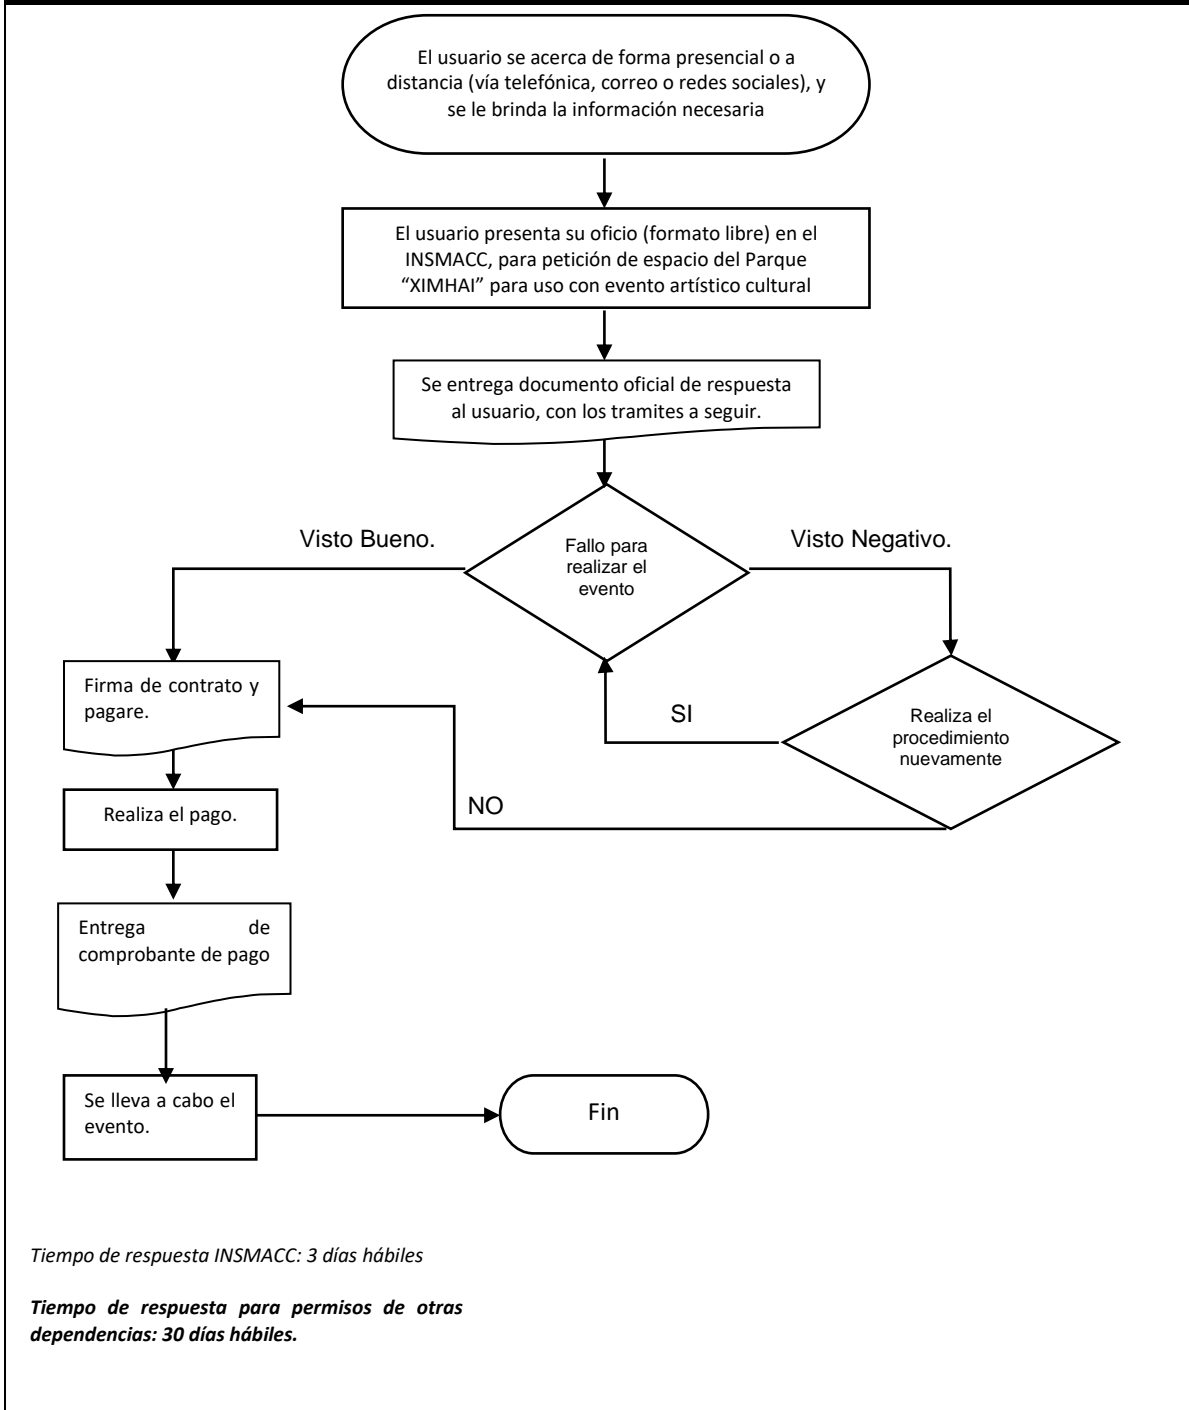 El usuario se acerca de forma presencial o a
distancia (vía telefónica, correo o redes sociales), y
se le brinda la información necesaria
El usuario presenta su oficio (formato libre) en el
INSMACC, para petición de espacio del Parque
“XIMHAI” para uso con evento artístico cultural
Se entrega documento oficial de respuesta
al usuario, con los tramites a seguir.
Visto Bueno.
Fallo para
realizar el
evento
Visto Negativo.
Firma de contrato y
pagare.
SI
Realiza el
procedimiento
nuevamente
NO
Realiza el pago.
Entrega de
comprobante de pago
Se lleva a cabo el
evento.
Fin
Tiempo de respuesta INSMACC: 3 días hábiles
Tiempo de respuesta para permisos de otras
dependencias: 30 días hábiles.